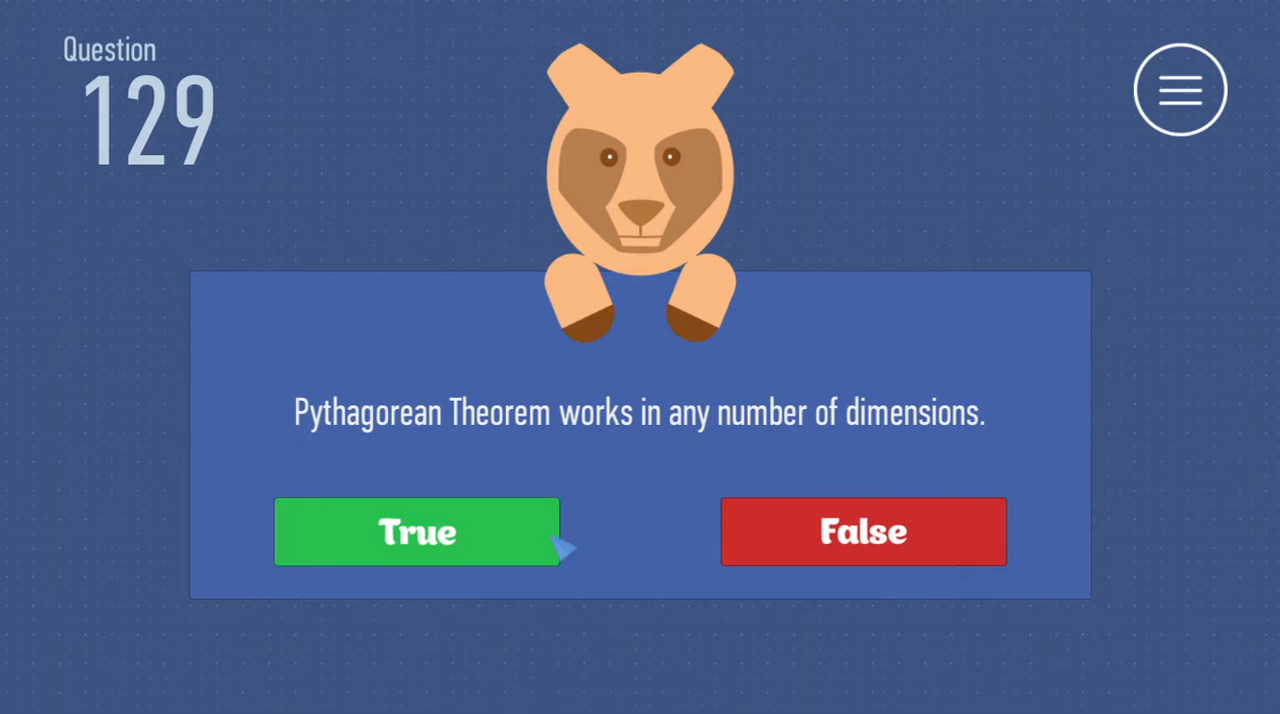 Question
129
Pythagorean Theorem works in any number of dimensions.
True
False